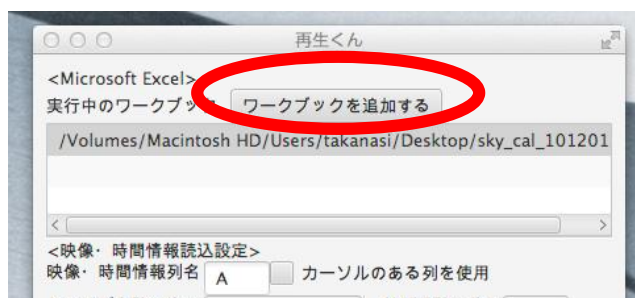 再生くん
<Microsoft Excel>
実行中のワークブック ワークブックを追加する
/Volumes/Macintosh HD/Users/takanasi/Desktop/sky_cal_101201
<映像・時間情報読込設定>
映像・時間情報列名 A カーソルのある列を使用